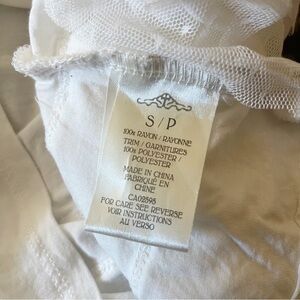 S / P
100% RAYON / RAYONNE
TRIM / GARNITURES
100% POLYESTER /
POLYESTER
MADE IN CHINA
FABRIQUÉ EN
CHINE
CA02595
FOR CARE SEE REVERSE
VOIR INSTRUCTIONS
AU VERSO